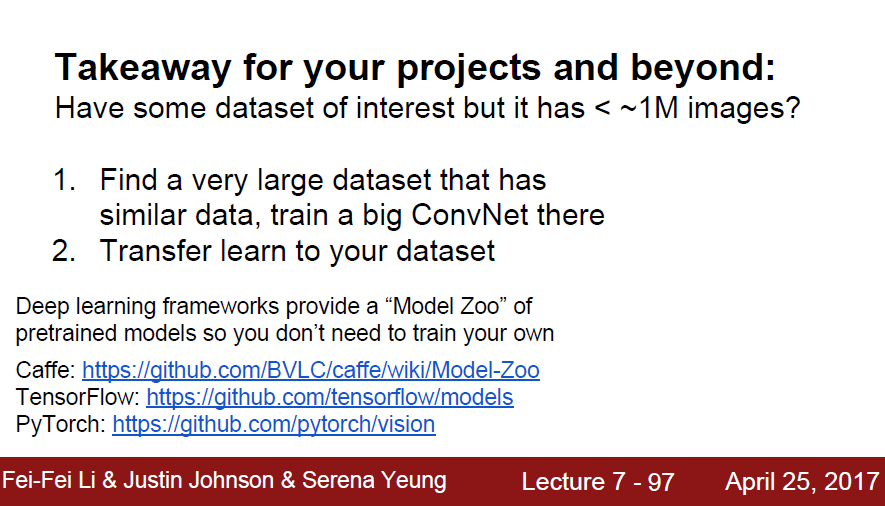 Takeaway for your projects and beyond:
Have some dataset of interest but it has < ~1M images?
1. Find a very large dataset that has
similar data, train a big ConvNet there
2. Transfer learn to your dataset
Deep learning frameworks provide a “Model Zoo” of
pretrained models so you don’t need to train your own
Caffe: https://github.com/BVLC/caffe/wiki/Model-Zoo
TensorFlow: https://github.com/tensorflow/models
PyTorch: https://github.com/pytorch/vision
Fei-Fei Li & Justin Johnson & Serena Yeung Lecture 7 - 97 April 25, 2017